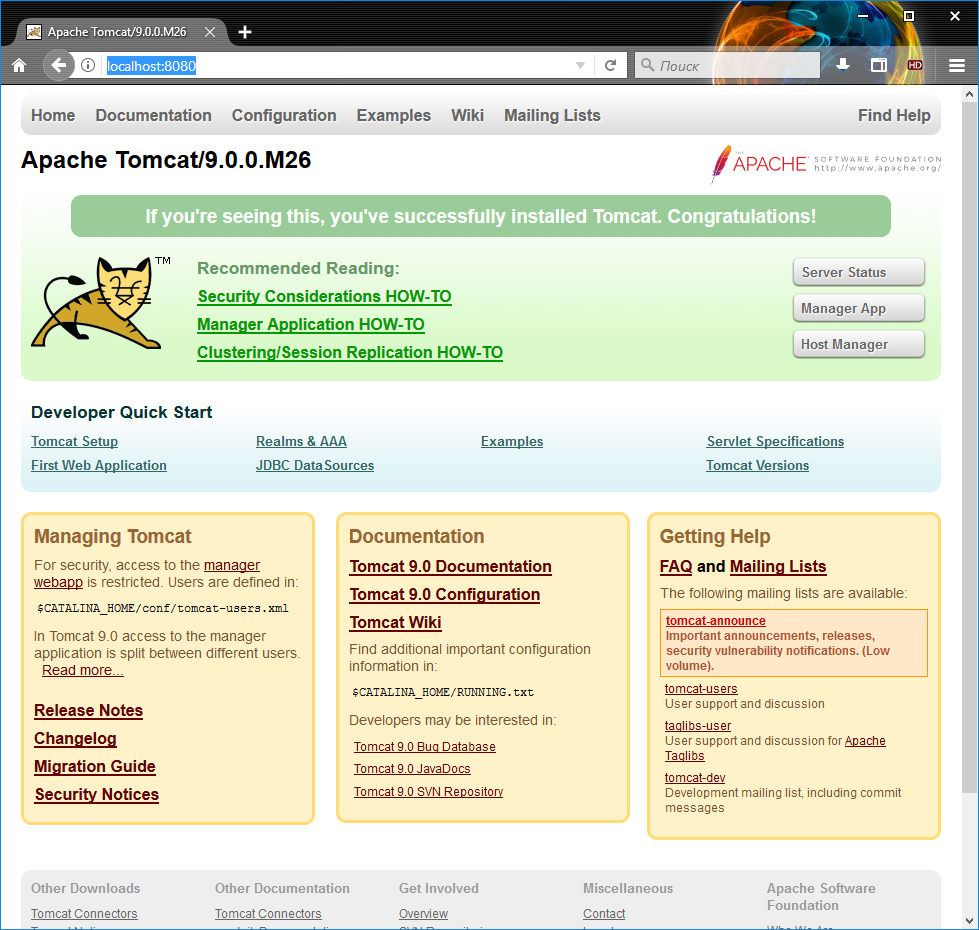 Apache Tomcat/9.0.0.M26
localhost:8080
Поиск
HD
Home Documentation Configuration Examples Wiki Mailing Lists Find Help
Apache Tomcat/9.0.0.M26
THE
APACHE SOFTWARE FOUNDATION
http://www.apache.org/
If you're seeing this, you've successfully installed Tomcat. Congratulations!
TM
Recommended Reading:
Security Considerations HOW-TO
Manager Application HOW-TO
Clustering/Session Replication HOW-TO
Server Status
Manager App
Host Manager
Developer Quick Start
Tomcat Setup
First Web Application
Realms & AAA
JDBC DataSources
Examples
Servlet Specifications
Tomcat Versions
Managing Tomcat
For security, access to the manager
webapp is restricted. Users are defined in:
$CATALINA_HOME/conf/tomcat-users.xml
In Tomcat 9.0 access to the manager
application is split between different users.
Read more...
Release Notes
Changelog
Migration Guide
Security Notices
Documentation
Tomcat 9.0 Documentation
Tomcat 9.0 Configuration
Tomcat Wiki
Find additional important configuration
information in:
$CATALINA_HOME/RUNNING.txt
Developers may be interested in:
Tomcat 9.0 Bug Database
Tomcat 9.0 JavaDocs
Tomcat 9.0 SVN Repository
Getting Help
FAQ and Mailing Lists
The following mailing lists are available:
tomcat-announce
Important announcements, releases,
security vulnerability notifications. (Low
volume).
tomcat-users
User support and discussion
taglibs-user
User support and discussion for Apache
Taglibs
tomcat-dev
Development mailing list, including commit
messages
Other Downloads
Tomcat Connectors
Other Documentation
Tomcat Connectors
Get Involved
Overview
Miscellaneous
Contact
Apache Software
Foundation